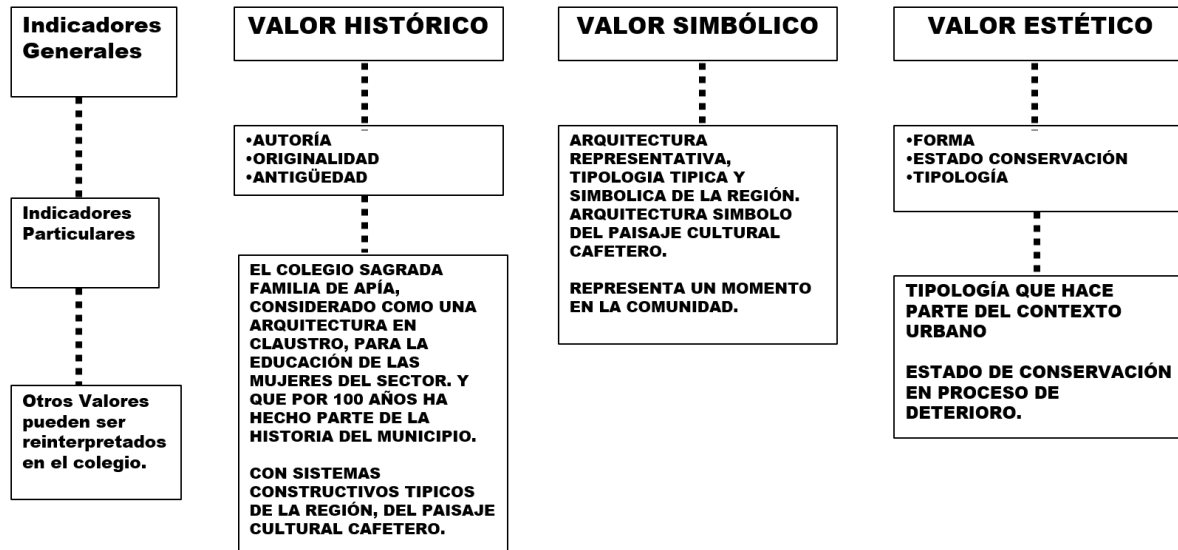 Indicadores
Generales
Indicadores
Particulares
Otros Valores
pueden ser
reinterpretados
en el colegio.
VALOR HISTÓRICO
•AUTORÍA
•ORIGINALIDAD
•ANTIGÜEDAD
EL COLEGIO SAGRADA
FAMILIA DE APÍA,
CONSIDERADO COMO UNA
ARQUITECTURA EN
CLAUSTRO, PARA LA
EDUCACIÓN DE LAS
MUJERES DEL SECTOR. Y
QUE POR 100 AÑOS HA
HECHO PARTE DE LA
HISTORIA DEL MUNICIPIO.
CON SISTEMAS
CONSTRUCTIVOS TIPICOS
DE LA REGIÓN, DEL PAISAJE
CULTURAL CAFETERO.
VALOR SIMBÓLICO
ARQUITECTURA
REPRESENTATIVA,
TIPOLOGIA TIPICA Y
SIMBOLICA DE LA REGIÓN.
ARQUITECTURA SIMBOLO
DEL PAISAJE CULTURAL
CAFETERO.
REPRESENTA UN MOMENTO
EN LA COMUNIDAD.
VALOR ESTÉTICO
•FORMA
•ESTADO CONSERVACIÓN
•TIPOLOGÍA
TIPOLOGÍA QUE HACE
PARTE DEL CONTEXTO
URBANO
ESTADO DE CONSERVACIÓN
EN PROCESO DE
DETERIORO.